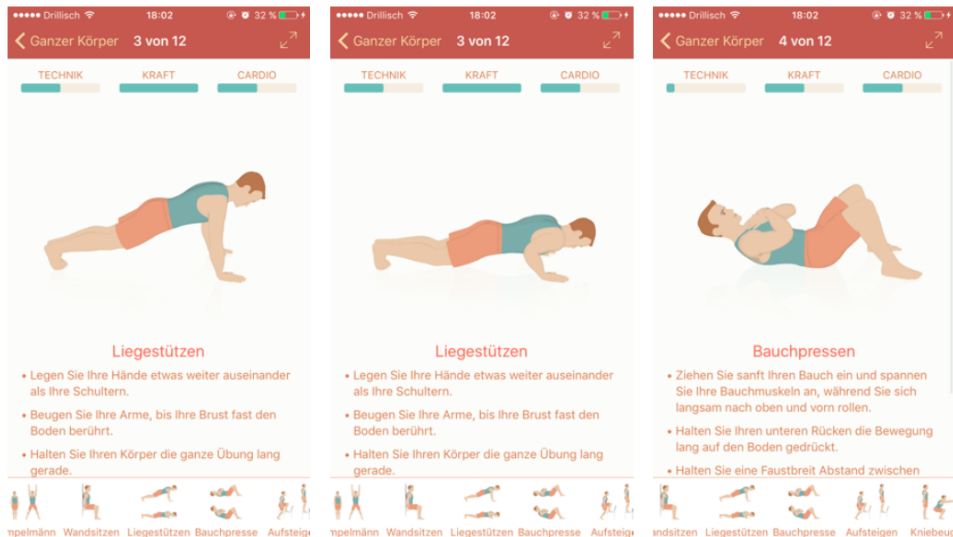 Drillisch 18:02 32 %
Ganzer Körper 3 von 12
TECHNIK KRAFT CARDIO
Liegestützen
• Legen Sie Ihre Hände etwas weiter auseinander
als Ihre Schultern.
• Beugen Sie Ihre Arme, bis Ihre Brust fast den
Boden berührt.
• Halten Sie Ihren Körper die ganze Übung lang
gerade.
mpelmänn Wandsitzen Liegestützen Bauchpresse Aufsteige
Drillisch 18:02 32 %
Ganzer Körper 3 von 12
TECHNIK KRAFT CARDIO
Liegestützen
• Legen Sie Ihre Hände etwas weiter auseinander
als Ihre Schultern.
• Beugen Sie Ihre Arme, bis Ihre Brust fast den
Boden berührt.
• Halten Sie Ihren Körper die ganze Übung lang
gerade.
mpelmänn Wandsitzen Liegestützen Bauchpresse Aufsteige
Drillisch 18:02 32 %
Ganzer Körper 4 von 12
TECHNIK KRAFT CARDIO
Bauchpressen
• Ziehen Sie sanft Ihren Bauch ein und spannen
Sie Ihre Bauchmuskeln an, während Sie sich
langsam nach oben und vorn rollen.
• Halten Sie Ihren unteren Rücken die Bewegung
lang auf den Boden gedrückt.
• Halten Sie eine Faustbreit Abstand zwischen
andsitzen Liegestützen Bauchpresse Aufsteigen Kniebeug